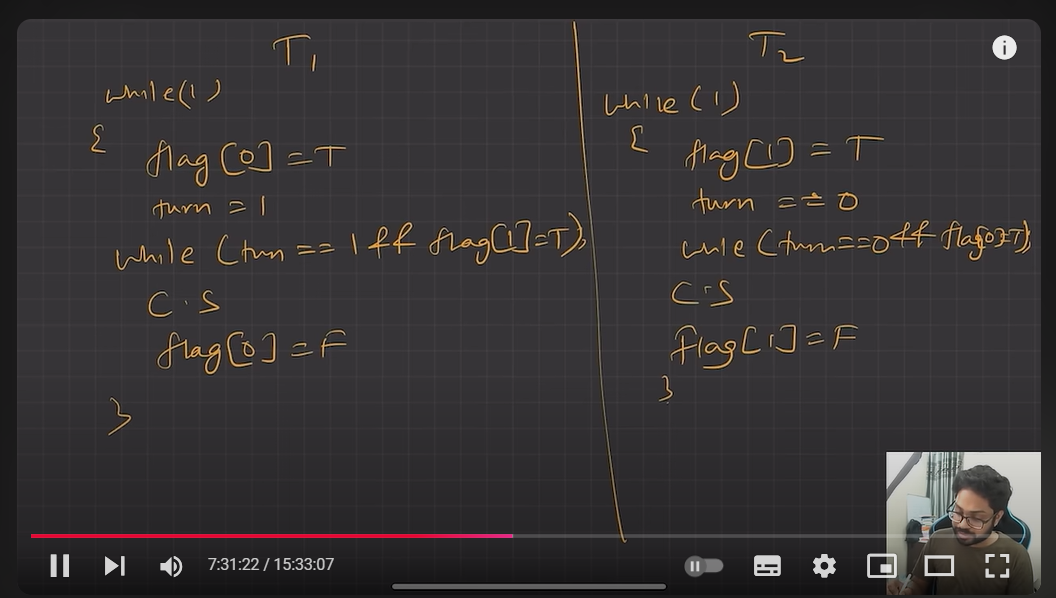 T1
while(1)
{
flag[0] = T
turn = 1
while (turn == 1 && flag[1]=T);
C.S
flag[0] = F
}
T2
while (1)
{
flag[1] = T
turn == 0
while (turn==0 && flag[0]=T);
C.S
flag[1] = F
}
7:31:22 / 15:33:07